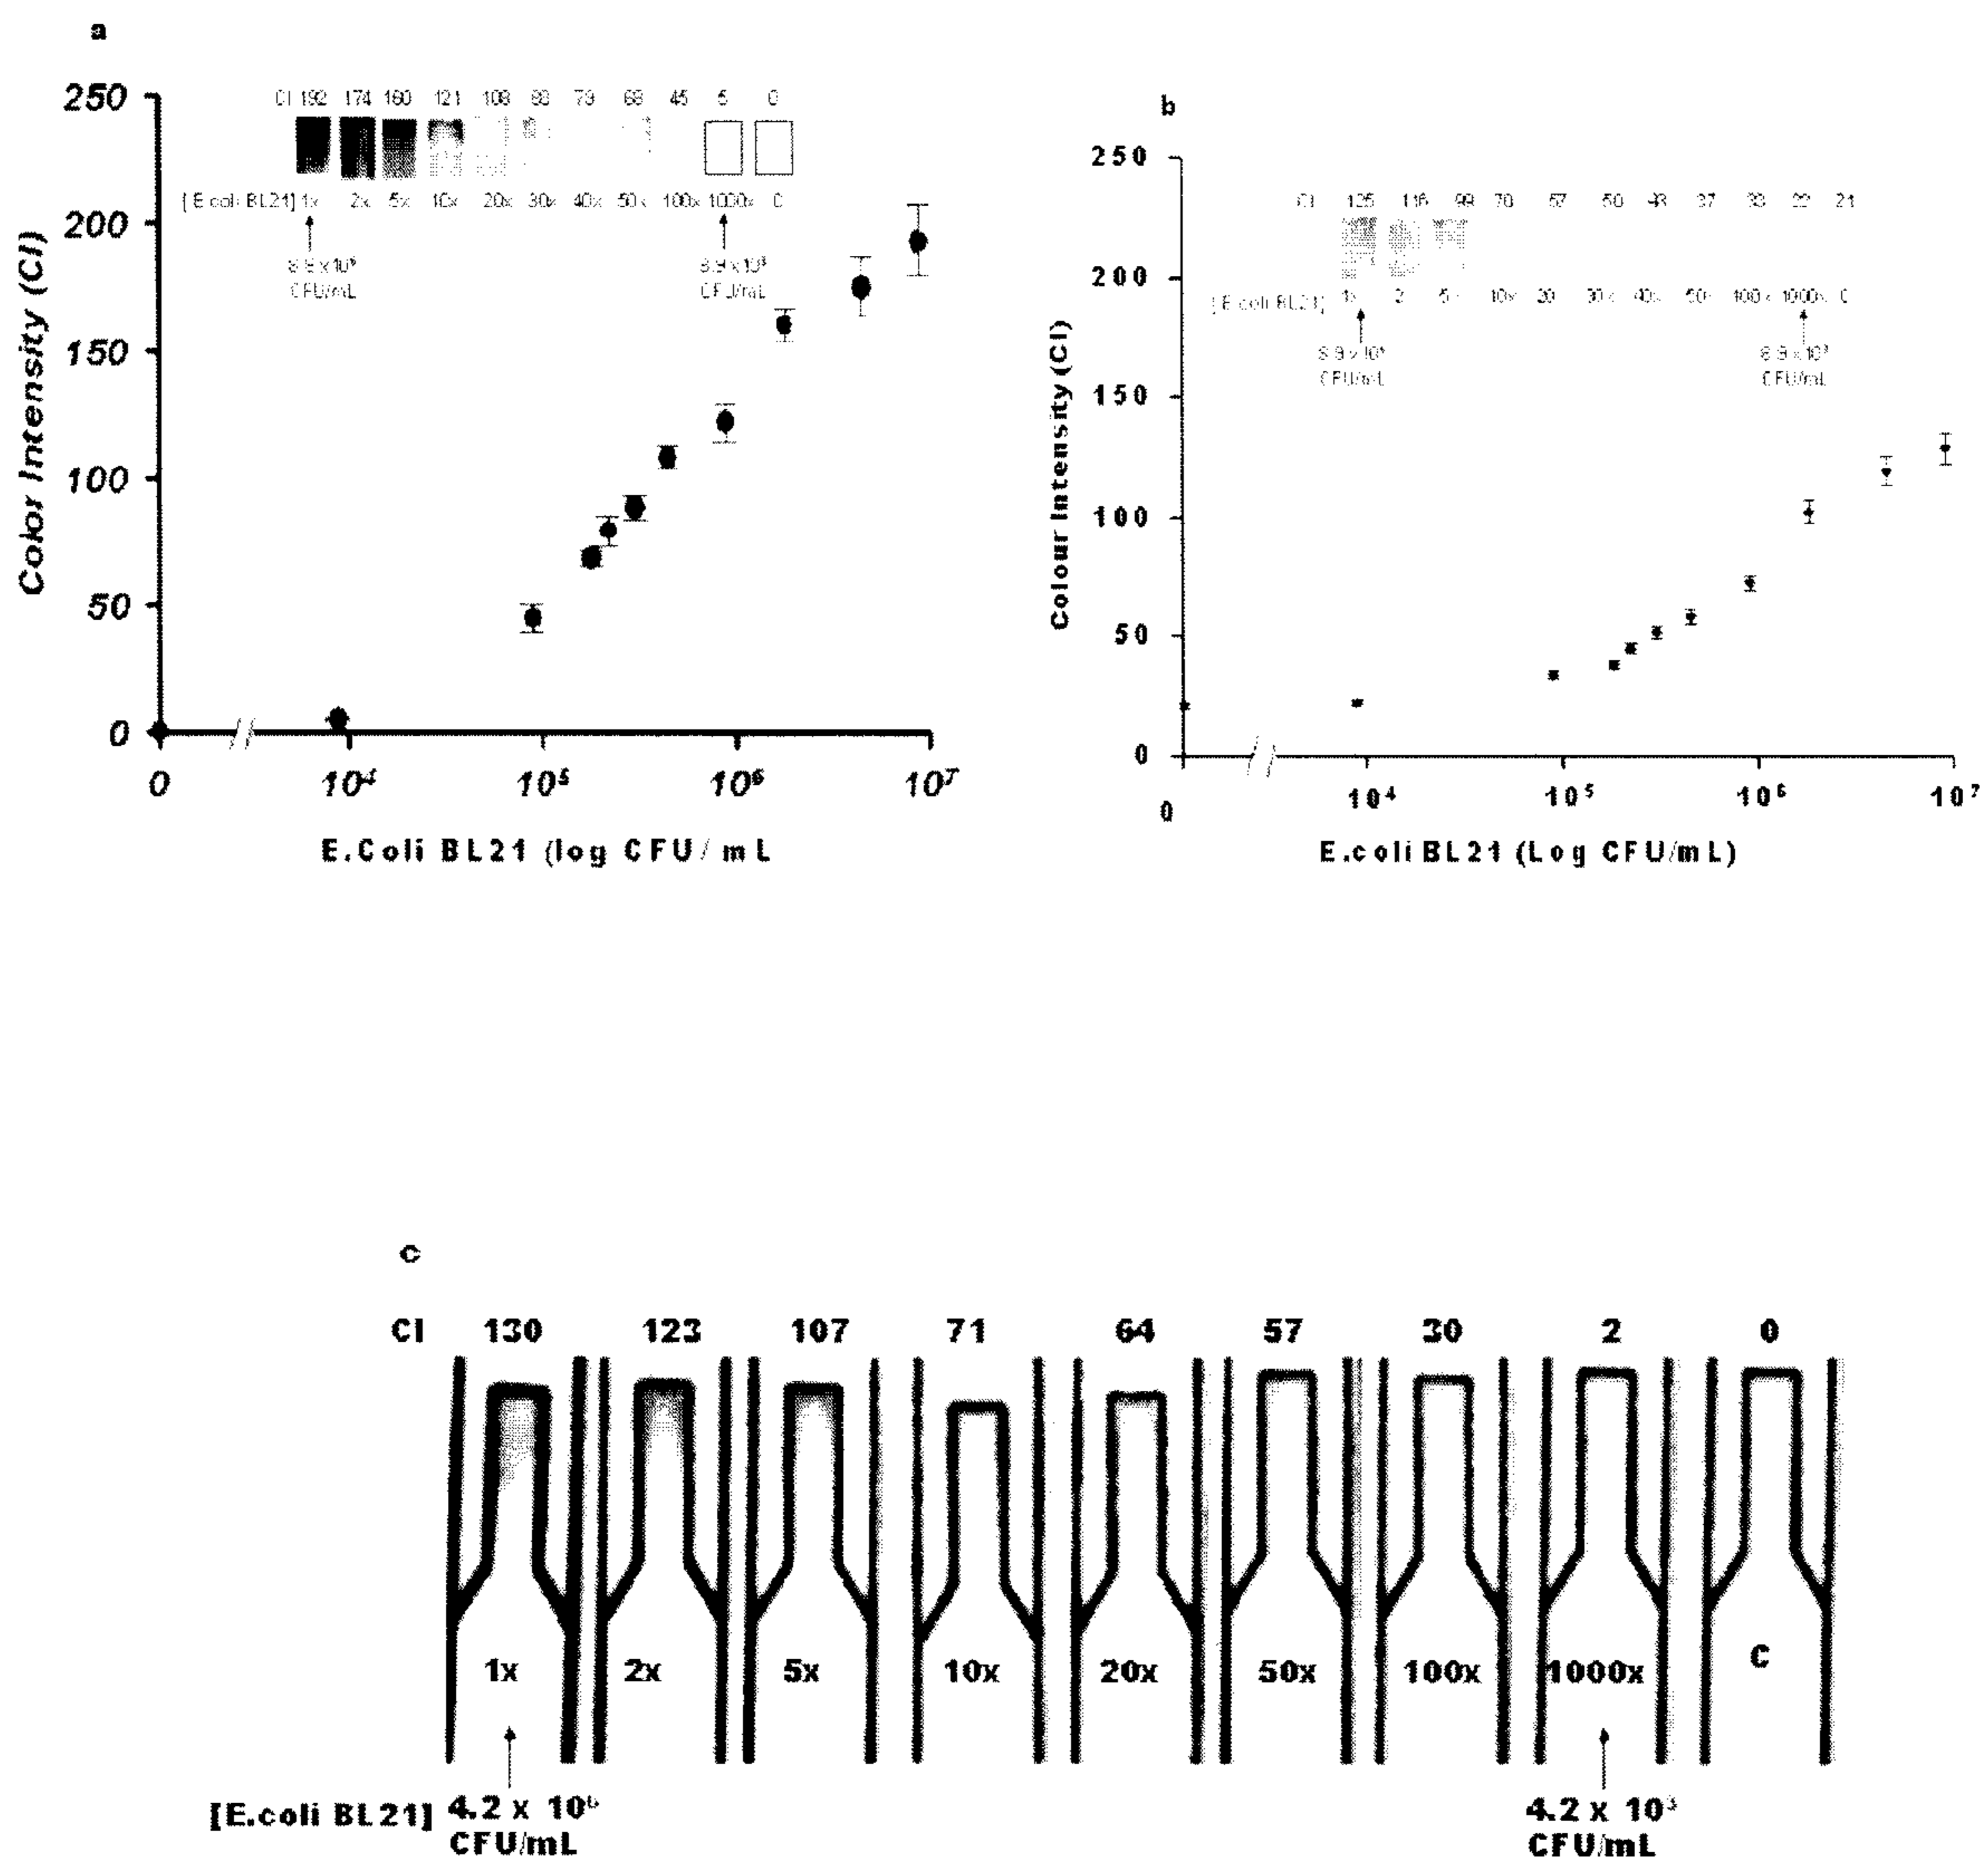 a
250
200
150
100
50
0
Color Intensity (CI)
CI 192 174 160 121 108 88 79 68 45 5 0
[E coli BL21] 1x 2x 5x 10x 20x 30x 40x 50x 100x 1000x 0
CFU/mL
CFU/mL
0 10⁴ 10⁵ 10⁶ 10⁷
E.Coli BL21 (log CFU/ mL
b
250
200
150
100
50
0
Colour Intensity (CI)
CI 116 99 70 57 50 43 37 33 22 21
[E coli BL21] 1x 2 5 10x 20 30x 40x 50 100x 1000x C
CFU/mL
CFU/mL
0 10⁴ 10⁵ 10⁶ 10⁷
E.coli BL21 (Log CFU/mL)
c
CI 130 123 107 71 64 57 30 2 0
1x 2x 5x 10x 20x 50x 100x 1000x C
[E.coli BL21] 4.2 x 10⁶ 4.2 x 10³
CFU/mL CFU/mL